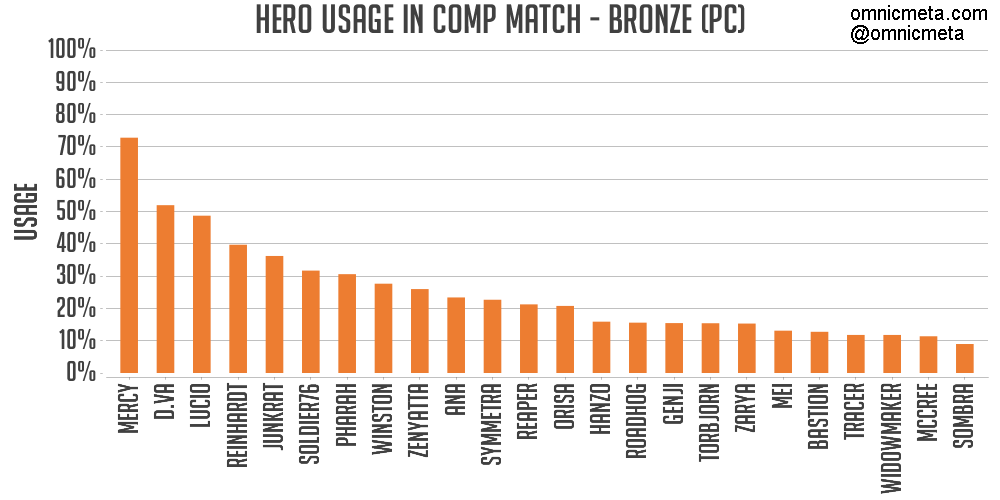 HERO USAGE IN COMP MATCH - BRONZE (PC)
omnicmeta.com
@omnicmeta
USAGE
100%
90%
80%
70%
60%
50%
40%
30%
20%
10%
0%
MERCY
D.VA
LUCIO
REINHARDT
JUNKRAT
SOLDIER76
PHARAH
WINSTON
ZENYATTA
ANA
SYMMETRA
REAPER
ORISA
HANZO
ROADHOG
GENJI
TORBJORN
ZARYA
MEI
BASTION
TRACER
WIDOWMAKER
MCCREE
SOMBRA